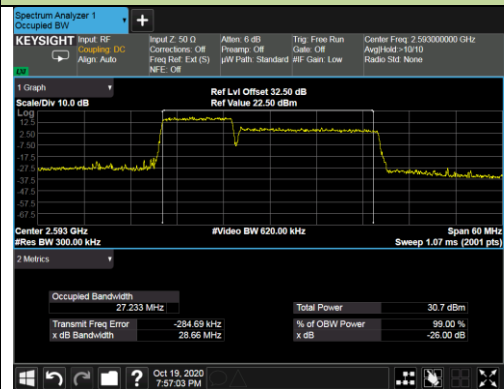 Spectrum Analyzer 1
Occupied BW
KEYSIGHT Input: RF Input Z: 50 Ω Atten: 6 dB Trig: Free Run Center Freq: 2.593000000 GHz
Coupling: DC Corrections: Off Preamp: Off Gate: Off Avg|Hold:>10/10
Align: Auto Freq Ref: Ext (S) µW Path: Standard #IF Gain: Low Radio Std: None
NFE: Off
1 Graph
Ref Lvl Offset 32.50 dB
Scale/Div 10.0 dB Ref Value 22.50 dBm
Log
12.5
2.50
-7.50
-17.5
-27.5
-37.5
-47.5
-57.5
-67.5
Center 2.593 GHz #Video BW 620.00 kHz Span 60 MHz
#Res BW 300.00 kHz Sweep 1.07 ms (2001 pts)
2 Metrics
Occupied Bandwidth
27.233 MHz Total Power 30.7 dBm
Transmit Freq Error -284.69 kHz % of OBW Power 99.00 %
x dB Bandwidth 28.66 MHz x dB -26.00 dB
Oct 19, 2020
7:57:03 PM